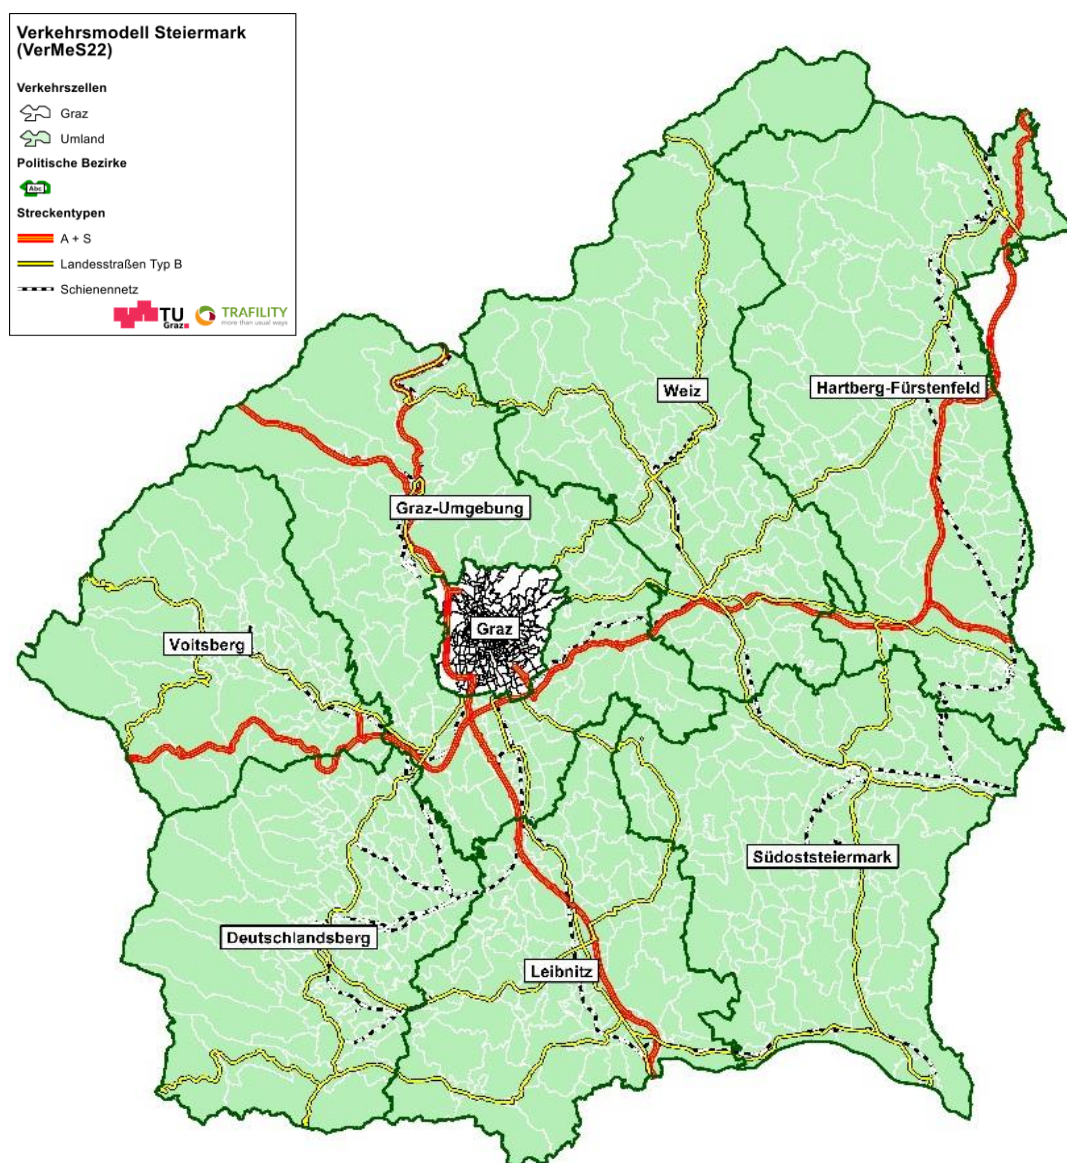 Verkehrsmodell Steiermark
(VerMeS22)
Verkehrszellen
Graz
Umland
Politische Bezirke
Abc
Streckentypen
A + S
Landesstraßen Typ B
Schienennetz
TU
Graz
TRAFILITY
more than usual ways
Weiz
Hartberg-Fürstenfeld
Graz-Umgebung
Graz
Voitsberg
Südoststeiermark
Deutschlandsberg
Leibnitz